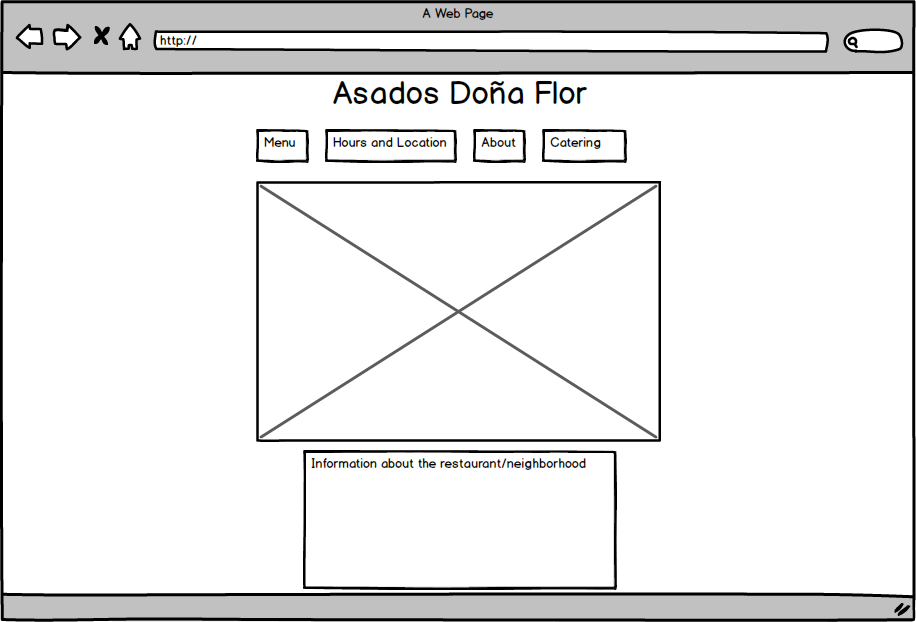 A Web Page
http://
Asados Doña Flor
Menu
Hours and Location
About
Catering
Information about the restaurant/neighborhood